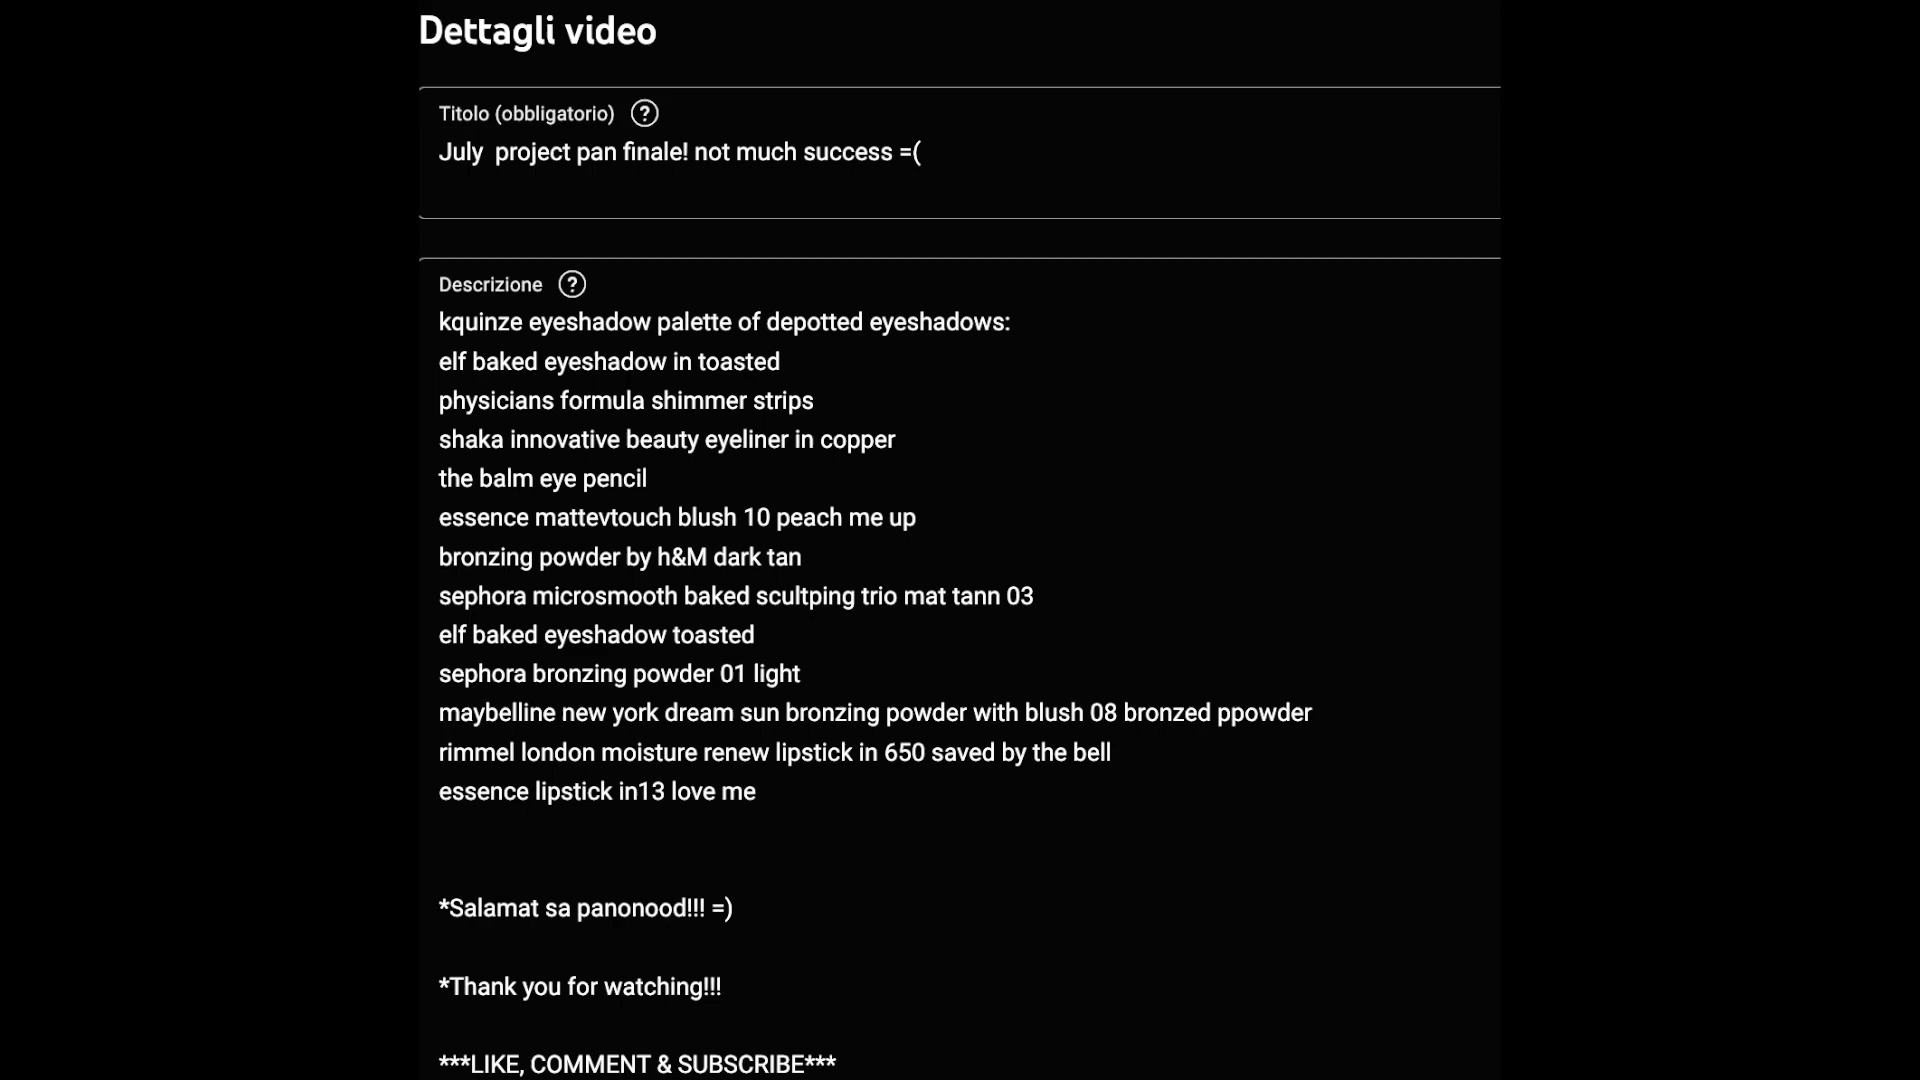 Dettagli video
Titolo (obbligatorio) ?
July  project pan finale! not much success =(
Descrizione ?
kquinze eyeshadow palette of depotted eyeshadows:
elf baked eyeshadow in toasted
physicians formula shimmer strips
shaka innovative beauty eyeliner in copper
the balm eye pencil
essence mattevtouch blush 10 peach me up
bronzing powder by h&M dark tan
sephora microsmooth baked scultping trio mat tann 03
elf baked eyeshadow toasted
sephora bronzing powder 01 light
maybelline new york dream sun bronzing powder with blush 08 bronzed ppowder
rimmel london moisture renew lipstick in 650 saved by the bell
essence lipstick in13 love me
*Salamat sa panonood!!! =)
*Thank you for watching!!!
***LIKE, COMMENT & SUBSCRIBE***